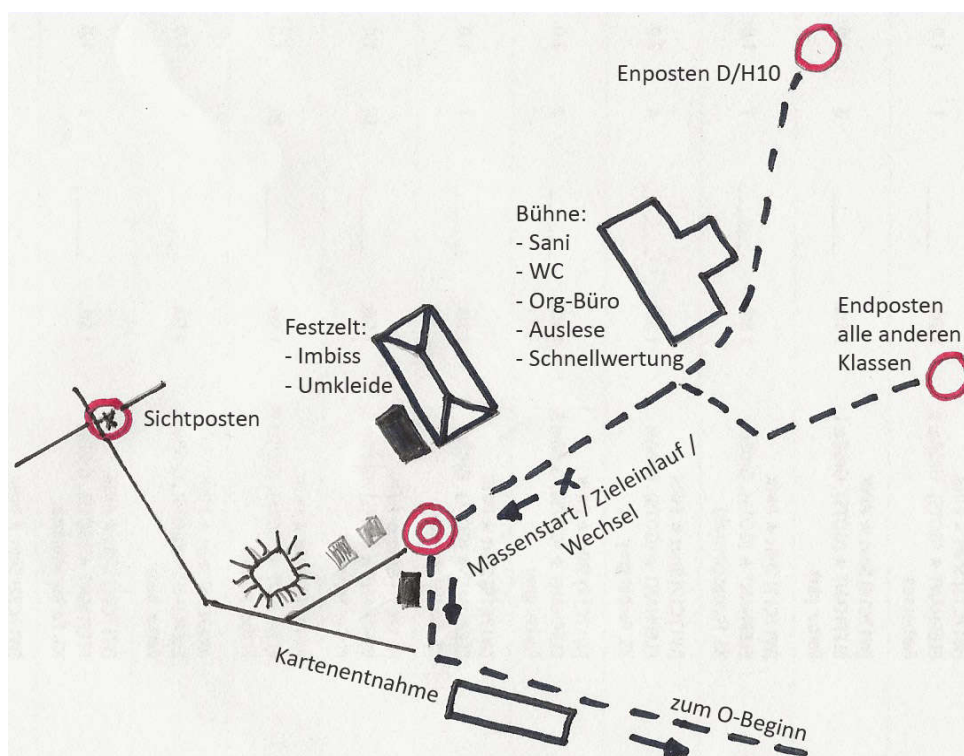 Enposten D/H10
Bühne:
- Sani
- WC
- Org-Büro
- Auslese
- Schnellwertung
Endposten
alle anderen
Klassen
Festzelt:
- Imbiss
- Umkleide
Sichtposten
Massenstart / Zieleinlauf /
Wechsel
Kartenentnahme
zum O-Beginn